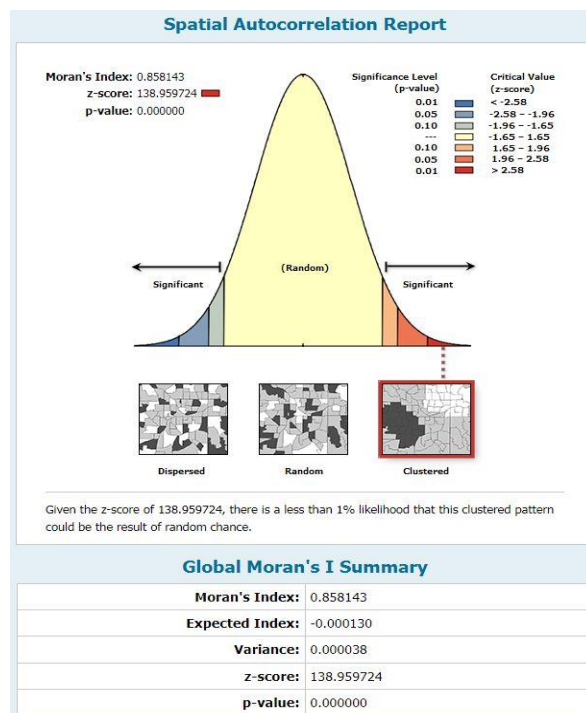 Spatial Autocorrelation Report
Moran's Index: 0.858143
z-score: 138.959724
p-value: 0.000000
Significance Level (p-value) Critical Value (z-score)
0.01 < -2.58
0.05 -2.58 – -1.96
0.10 -1.96 – -1.65
--- -1.65 – 1.65
0.10 1.65 – 1.96
0.05 1.96 – 2.58
0.01 > 2.58
(Random)
Significant Significant
Dispersed Random Clustered
Given the z-score of 138.959724, there is a less than 1% likelihood that this clustered pattern
could be the result of random chance.
Global Moran's I Summary
Moran's Index: 0.858143
Expected Index: -0.000130
Variance: 0.000038
z-score: 138.959724
p-value: 0.000000